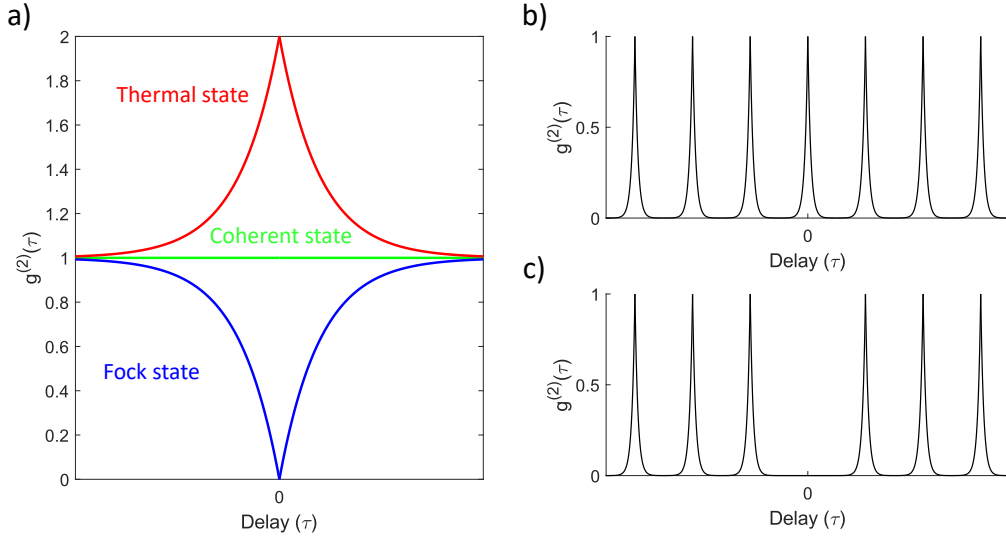 a)
2
1.8
1.6
1.4
1.2
1
0.8
0.6
0.4
0.2
0
g(2)(τ)
Thermal state
Coherent state
Fock state
0
Delay (τ)
b)
1
0.5
0
g(2)(τ)
0
Delay (τ)
c)
1
0.5
0
g(2)(τ)
0
Delay (τ)